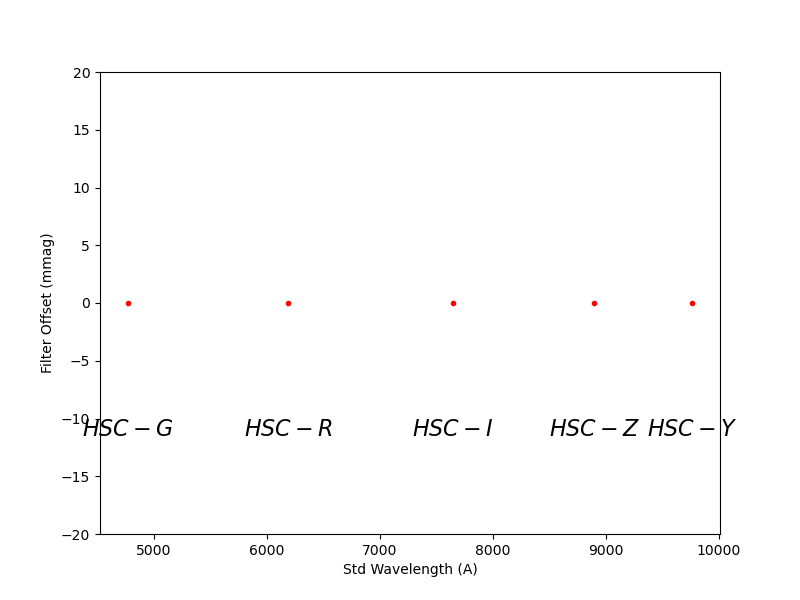 20
15
10
5
0
−5
−10
−15
−20
Filter Offset (mmag)
HSC − G HSC − R HSC − I HSC − Z HSC − Y
5000 6000 7000 8000 9000 10000
Std Wavelength (A)